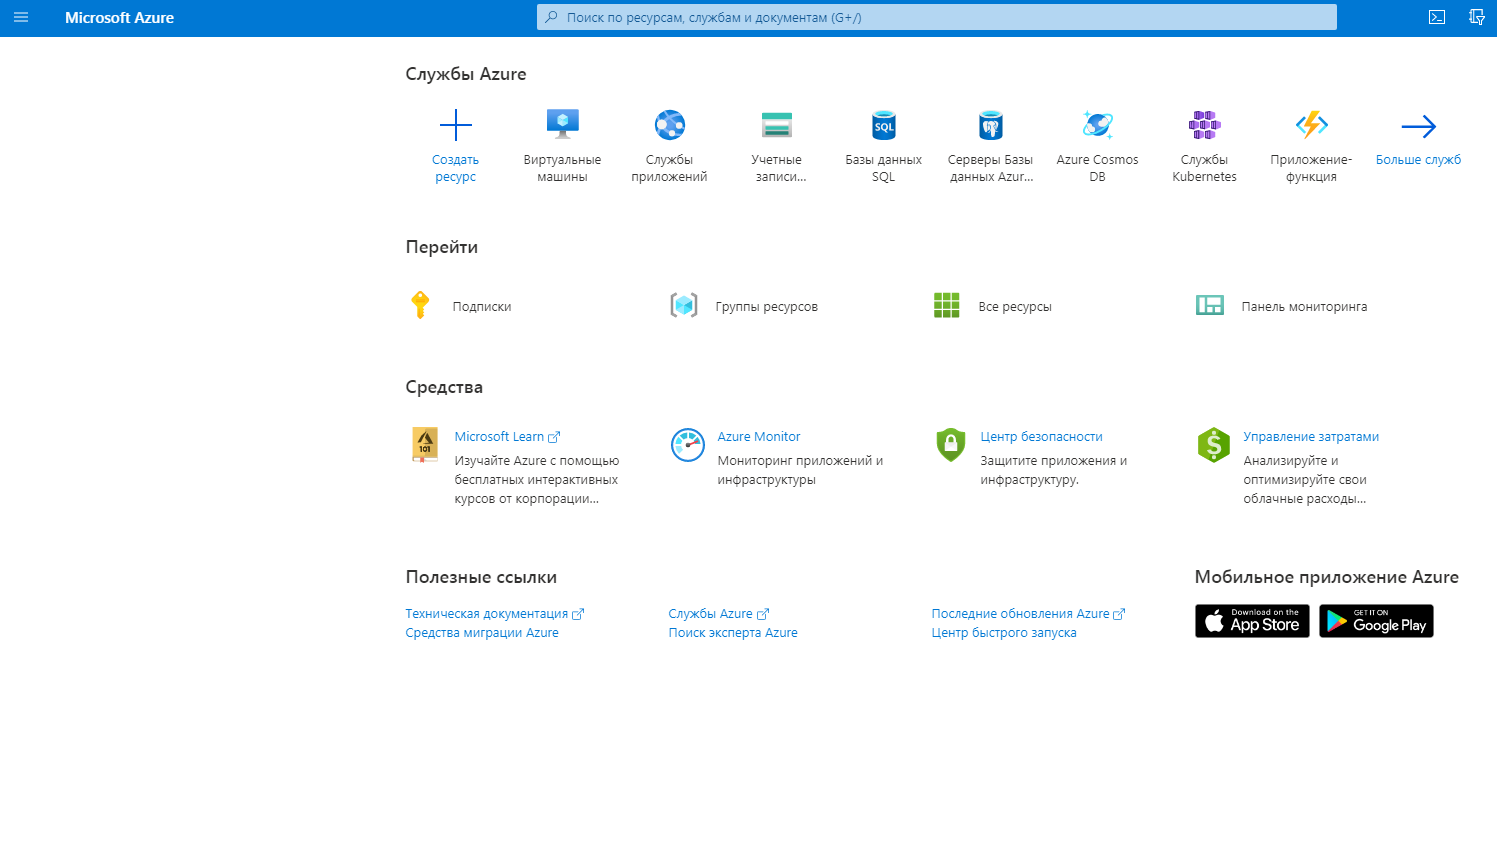 Microsoft Azure
Поиск по ресурсам, службам и документам (G+/)
Службы Azure
Создать
ресурс
Виртуальные
машины
Службы
приложений
Учетные
записи...
Базы данных
SQL
Серверы Базы
данных Azur...
Azure Cosmos
DB
Службы
Kubernetes
Приложение-
функция
Больше служб
Перейти
Подписки
Группы ресурсов
Все ресурсы
Панель мониторинга
Средства
101
Microsoft Learn
Изучайте Azure с помощью
бесплатных интерактивных
курсов от корпорации...
Azure Monitor
Мониторинг приложений и
инфраструктуры
Центр безопасности
Защитите приложения и
инфраструктуру.
Управление затратами
Анализируйте и
оптимизируйте свои
облачные расходы...
Полезные ссылки
Техническая документация
Средства миграции Azure
Службы Azure
Поиск эксперта Azure
Последние обновления Azure
Центр быстрого запуска
Мобильное приложение Azure
Download on the
App Store
GET IT ON
Google Play